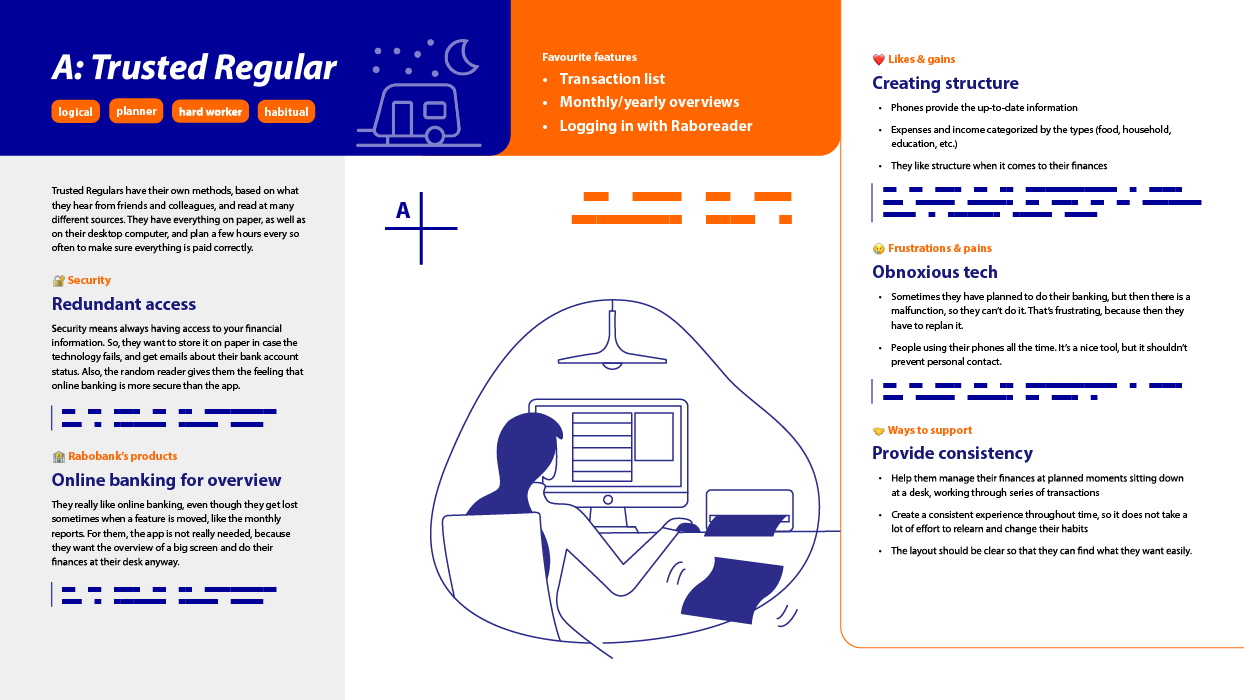 A: Trusted Regular
logical
planner
hard worker
habitual
Favourite features
• Transaction list
• Monthly/yearly overviews
• Logging in with Raboreader
Trusted Regulars have their own methods, based on what
they hear from friends and colleagues, and read at many
different sources. They have everything on paper, as well as
on their desktop computer, and plan a few hours every so
often to make sure everything is paid correctly.
🔐 Security
Redundant access
Security means always having access to your financial
information. So, they want to store it on paper in case the
technology fails, and get emails about their bank account
status. Also, the random reader gives them the feeling that
online banking is more secure than the app.
🏦 Rabobank's products
Online banking for overview
They really like online banking, even though they get lost
sometimes when a feature is moved, like the monthly
reports. For them, the app is not really needed, because
they want the overview of a big screen and do their
finances at their desk anyway.
A
❤️ Likes & gains
Creating structure
• Phones provide the up-to-date information
• Expenses and income categorized by the types (food, household,
education, etc.)
• They like structure when it comes to their finances
😢 Frustrations & pains
Obnoxious tech
• Sometimes they have planned to do their banking, but then there is a
malfunction, so they can't do it. That's frustrating, because then they
have to replan it.
• People using their phones all the time. It's a nice tool, but it shouldn't
prevent personal contact.
🤝 Ways to support
Provide consistency
• Help them manage their finances at planned moments sitting down
at a desk, working through series of transactions
• Create a consistent experience throughout time, so it does not take a
lot of effort to relearn and change their habits
• The layout should be clear so that they can find what they want easily.